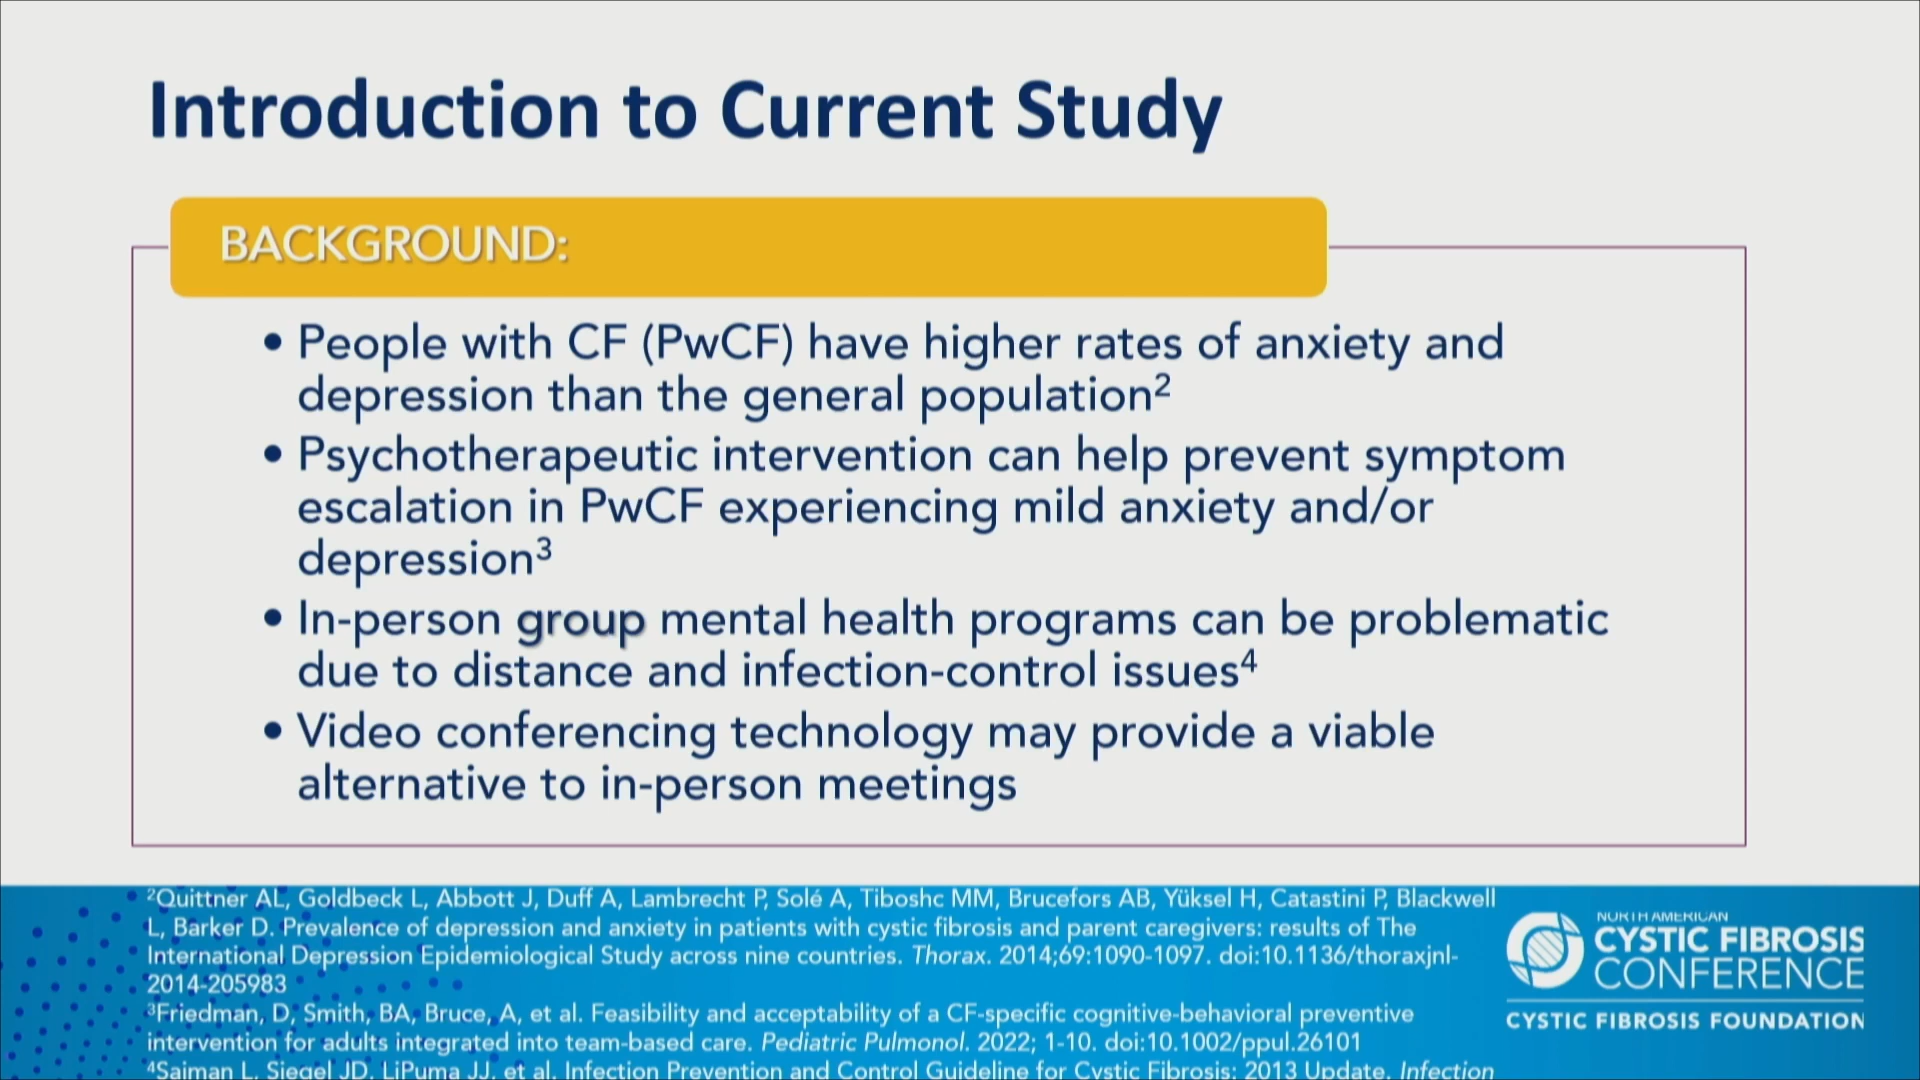 Introduction to Current Study
BACKGROUND:
• People with CF (PwCF) have higher rates of anxiety and
depression than the general population²
• Psychotherapeutic intervention can help prevent symptom
escalation in PwCF experiencing mild anxiety and/or
depression³
• In-person group mental health programs can be problematic
due to distance and infection-control issues⁴
• Video conferencing technology may provide a viable
alternative to in-person meetings
²Quittner AL, Goldbeck L, Abbott J, Duff A, Lambrecht P, Solé A, Tiboshc MM, Brucefors AB, Yüksel H, Catastini P, Blackwell
L, Barker D. Prevalence of depression and anxiety in patients with cystic fibrosis and parent caregivers: results of The
International Depression Epidemiological Study across nine countries. Thorax. 2014;69:1090-1097. doi:10.1136/thoraxjnl-
2014-205983
³Friedman, D, Smith, BA, Bruce, A, et al. Feasibility and acceptability of a CF-specific cognitive-behavioral preventive
intervention for adults integrated into team-based care. Pediatric Pulmonol. 2022; 1-10. doi:10.1002/ppul.26101
⁴Saiman L, Siegel JD, LiPuma JJ, et al. Infection Prevention and Control Guideline for Cystic Fibrosis: 2013 Update. Infection
NORTH AMERICAN
CYSTIC FIBROSIS
CONFERENCE
CYSTIC FIBROSIS FOUNDATION